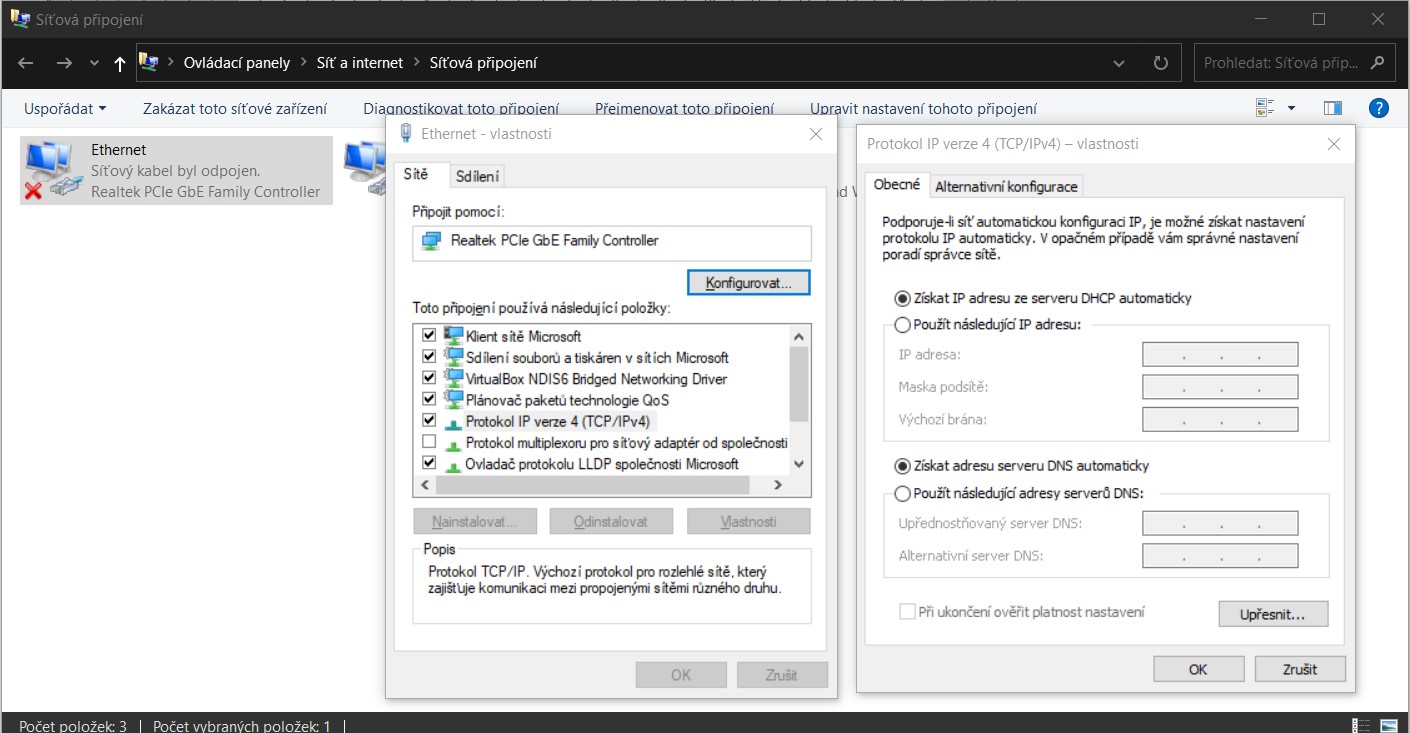 Síťová připojení
Ovládací panely
Síť a internet
Síťová připojení
Prohledat: Síťová přip...
Uspořádat
Zakázat toto síťové zařízení
Diagnostikovat toto připojení
Přejmenovat toto připojení
Upravit nastavení tohoto připojení
Ethernet
Síťový kabel byl odpojen.
Realtek PCIe GbE Family Controller
Ethernet - vlastnosti
Sítě
Sdílení
Připojit pomocí:
Realtek PCIe GbE Family Controller
Konfigurovat...
Toto připojení používá následující položky:
Klient sítě Microsoft
Sdílení souborů a tiskáren v sítích Microsoft
VirtualBox NDIS6 Bridged Networking Driver
Plánovač paketů technologie QoS
Protokol IP verze 4 (TCP/IPv4)
Protokol multiplexoru pro síťový adaptér od společnosti
Ovladač protokolu LLDP společnosti Microsoft
Nainstalovat...
Odinstalovat
Vlastnosti
Popis
Protokol TCP/IP. Výchozí protokol pro rozlehlé sítě, který
zajišťuje komunikaci mezi propojenými sítěmi různého druhu.
OK
Zrušit
Protokol IP verze 4 (TCP/IPv4) – vlastnosti
Obecné
Alternativní konfigurace
Podporuje-li síť automatickou konfiguraci IP, je možné získat nastavení
protokolu IP automaticky. V opačném případě vám správné nastavení
poradí správce sítě.
Získat IP adresu ze serveru DHCP automaticky
Použít následující IP adresu:
IP adresa:
Maska podsítě:
Výchozí brána:
Získat adresu serveru DNS automaticky
Použít následující adresy serverů DNS:
Upřednostňovaný server DNS:
Alternativní server DNS:
Při ukončení ověřit platnost nastavení
Upřesnit...
OK
Zrušit
Počet položek: 3
Počet vybraných položek: 1